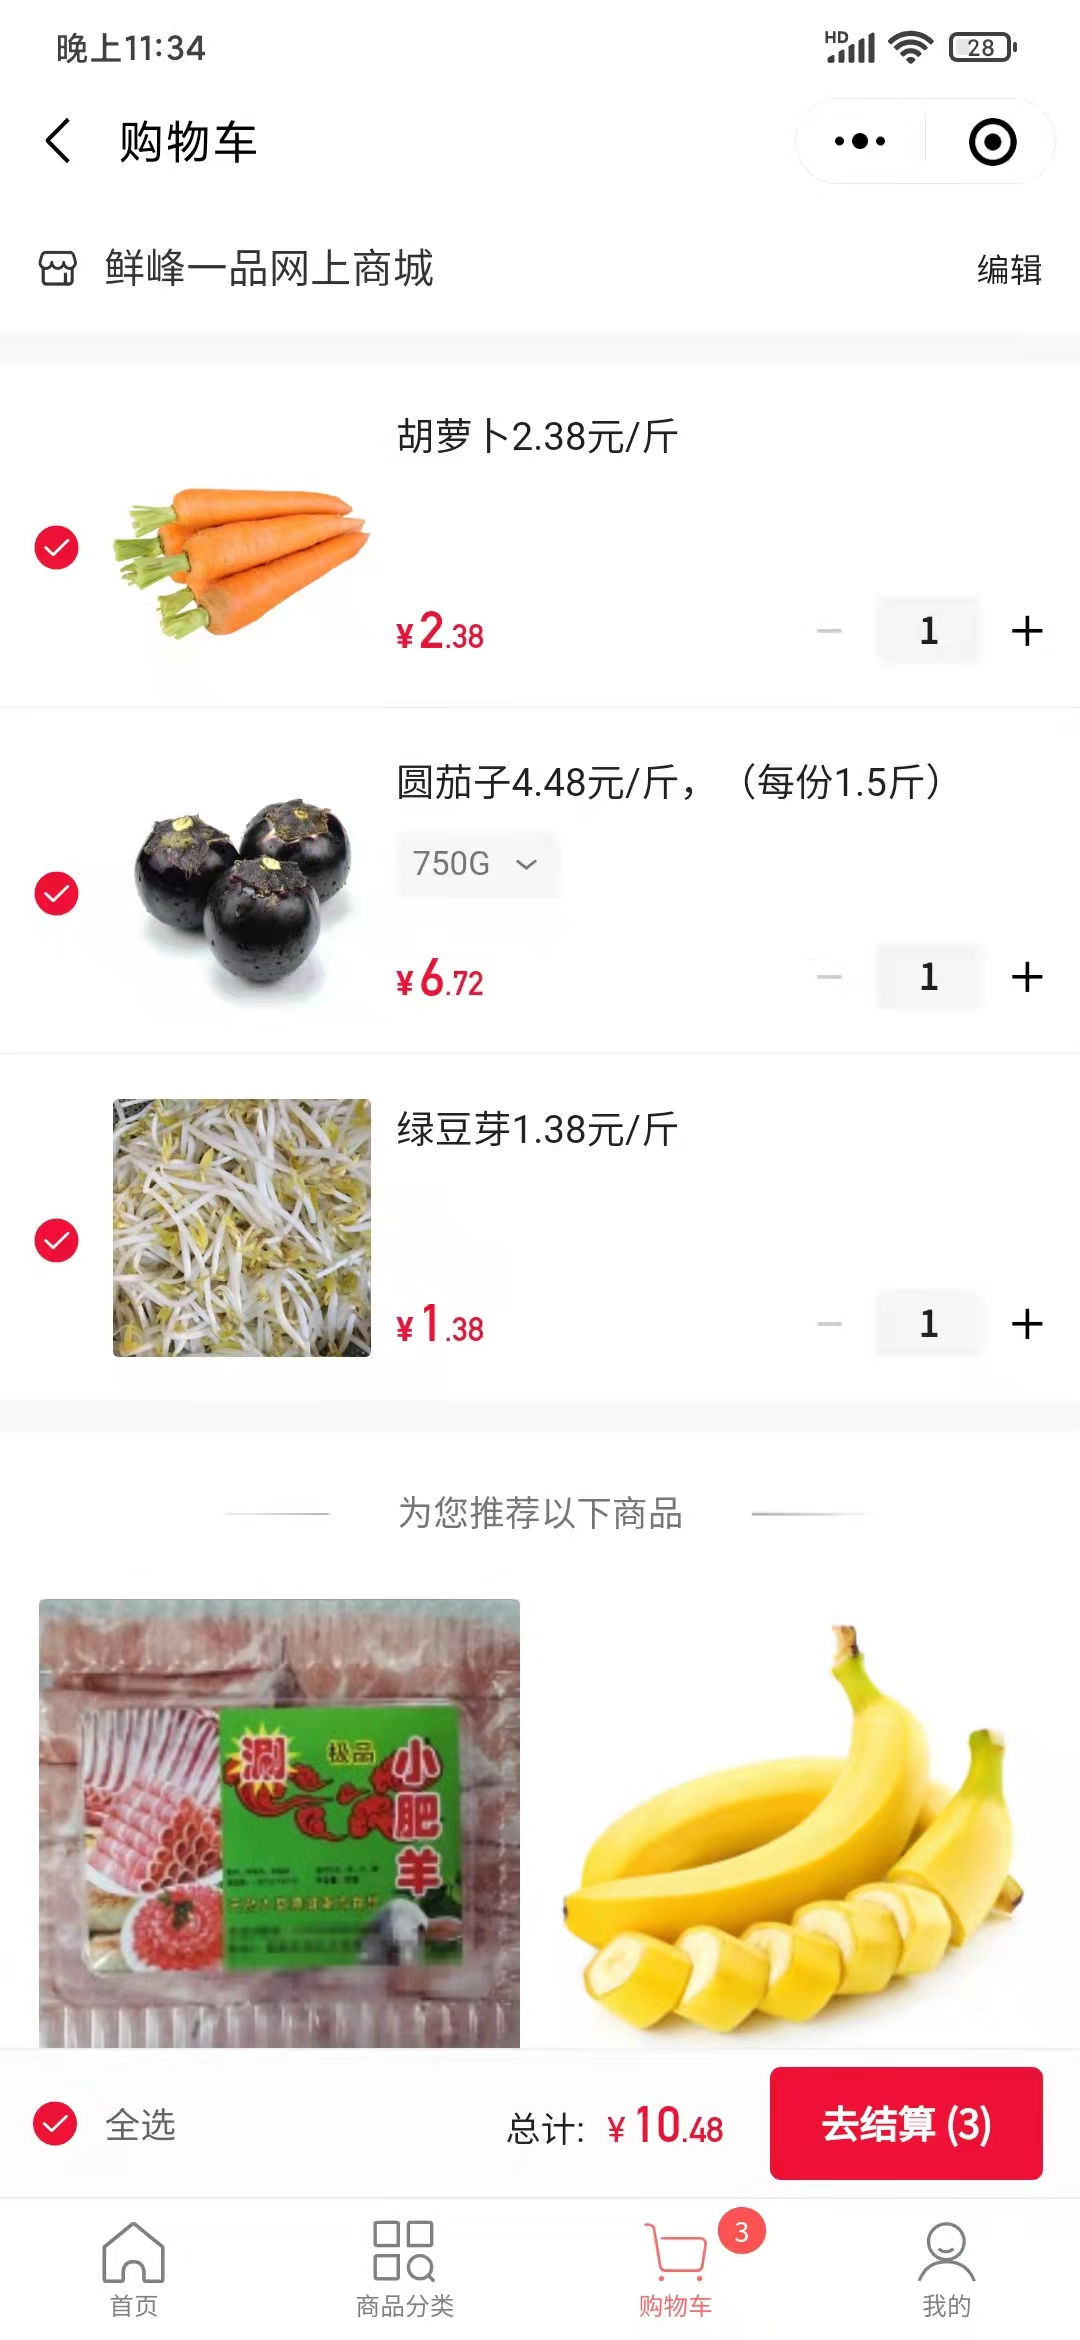 晚上11:34
HD
28
购物车
鲜峰一品网上商城
编辑
胡萝卜2.38元/斤
¥2.38
1
圆茄子4.48元/斤，（每份1.5斤）
750G
¥6.72
1
绿豆芽1.38元/斤
¥1.38
1
为您推荐以下商品
涮
极品
小肥羊
全选
总计: ¥10.48
去结算 (3)
3
首页
商品分类
购物车
我的